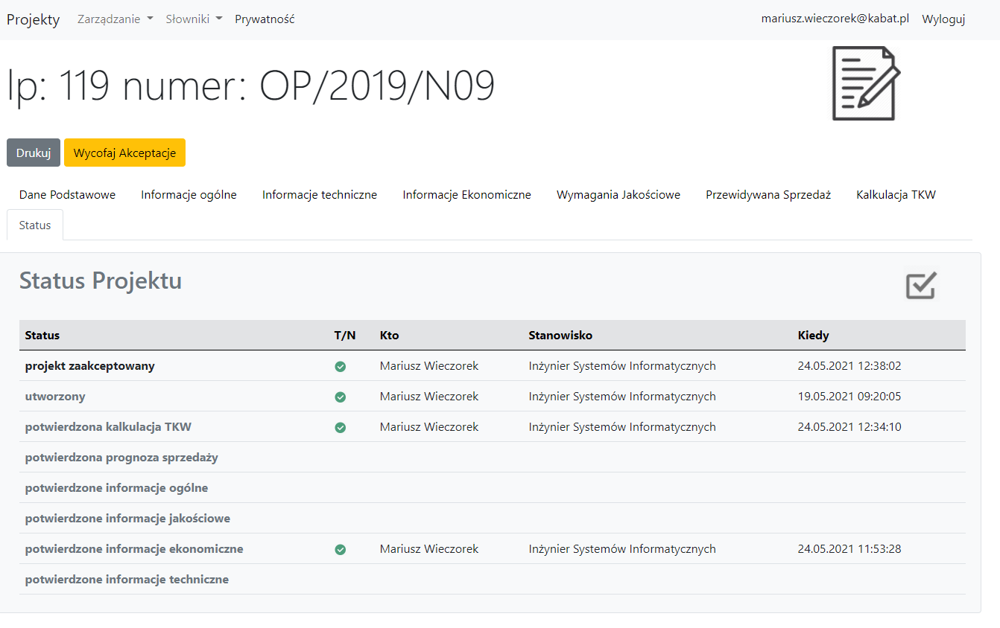 Projekty Zarządzanie Słowniki Prywatność mariusz.wieczorek@kabat.pl Wyloguj
lp: 119 numer: OP/2019/N09
Drukuj Wycofaj Akceptacje
Dane Podstawowe Informacje ogólne Informacje techniczne Informacje Ekonomiczne Wymagania Jakościowe Przewidywana Sprzedaż Kalkulacja TKW
Status
Status Projektu
Status T/N Kto Stanowisko Kiedy
projekt zaakceptowany Mariusz Wieczorek Inżynier Systemów Informatycznych 24.05.2021 12:38:02
utworzony Mariusz Wieczorek Inżynier Systemów Informatycznych 19.05.2021 09:20:05
potwierdzona kalkulacja TKW Mariusz Wieczorek Inżynier Systemów Informatycznych 24.05.2021 12:34:10
potwierdzona prognoza sprzedaży
potwierdzone informacje ogólne
potwierdzone informacje jakościowe
potwierdzone informacje ekonomiczne Mariusz Wieczorek Inżynier Systemów Informatycznych 24.05.2021 11:53:28
potwierdzone informacje techniczne